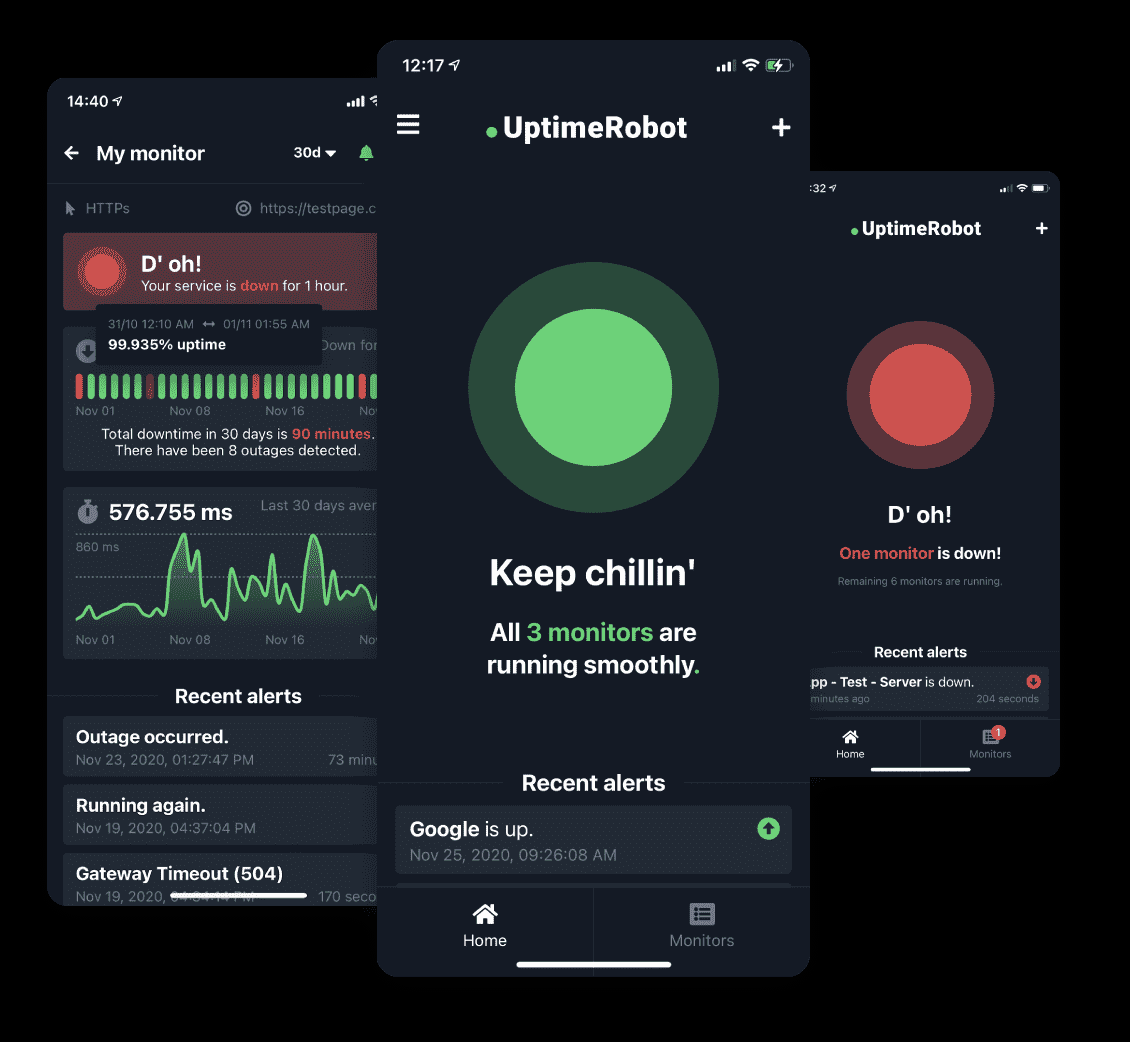 14:40
My monitor
30d
HTTPs
https://testpage.c
D' oh!
Your service is down for 1 hour.
31/10 12:10 AM ↔ 01/11 01:55 AM
99.935% uptime
Down for
Nov 01 Nov 08 Nov 16 Nov
Total downtime in 30 days is 90 minutes.
There have been 8 outages detected.
576.755 ms
Last 30 days aver
860 ms
Nov 01 Nov 08 Nov 16 Nov
Recent alerts
Outage occurred.
Nov 23, 2020, 01:27:47 PM 73 minu
Running again.
Nov 19, 2020, 04:37:04 PM
Gateway Timeout (504)
Nov 19, 2020, 04:34:14 PM 170 seco
12:17
UptimeRobot
Keep chillin'
All 3 monitors are
running smoothly.
Recent alerts
Google is up.
Nov 25, 2020, 09:26:08 AM
Home
Monitors
:32
UptimeRobot
D' oh!
One monitor is down!
Remaining 6 monitors are running.
Recent alerts
pp - Test - Server is down.
minutes ago 204 seconds
1
Home
Monitors